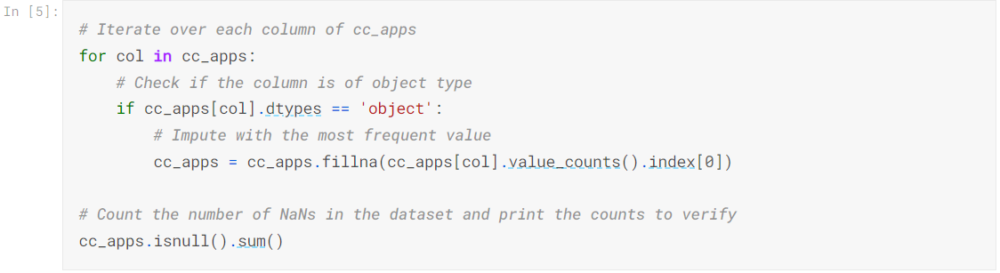 In [5]:
# Iterate over each column of cc_apps
for col in cc_apps:
    # Check if the column is of object type
    if cc_apps[col].dtypes == 'object':
        # Impute with the most frequent value
        cc_apps = cc_apps.fillna(cc_apps[col].value_counts().index[0])
# Count the number of NaNs in the dataset and print the counts to verify
cc_apps.isnull().sum()